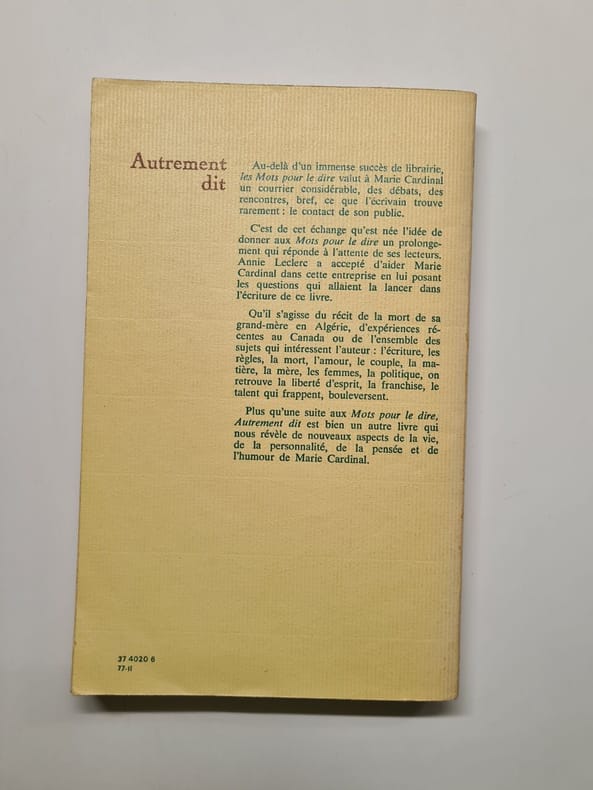 Autrement
dit
Au-delà d'un immense succès de librairie,
les Mots pour le dire valut à Marie Cardinal
un courrier considérable, des débats, des
rencontres, bref, ce que l'écrivain trouve
rarement : le contact de son public.
C'est de cet échange qu'est née l'idée de
donner aux Mots pour le dire un prolonge-
ment qui réponde à l'attente de ses lecteurs.
Annie Leclerc a accepté d'aider Marie
Cardinal dans cette entreprise en lui posant
les questions qui allaient la lancer dans
l'écriture de ce livre.
Qu'il s'agisse du récit de la mort de sa
grand-mère en Algérie, d'expériences ré-
centes au Canada ou de l'ensemble des
sujets qui intéressent l'auteur : l'écriture, les
règles, la mort, l'amour, le couple, la ma-
tière, la mère, les femmes, la politique, on
retrouve la liberté d'esprit, la franchise, le
talent qui frappent, bouleversent.
Plus qu'une suite aux Mots pour le dire,
Autrement dit est bien un autre livre qui
nous révèle de nouveaux aspects de la vie,
de la personnalité, de la pensée et de
l'humour de Marie Cardinal.
37 4020 6
77-II